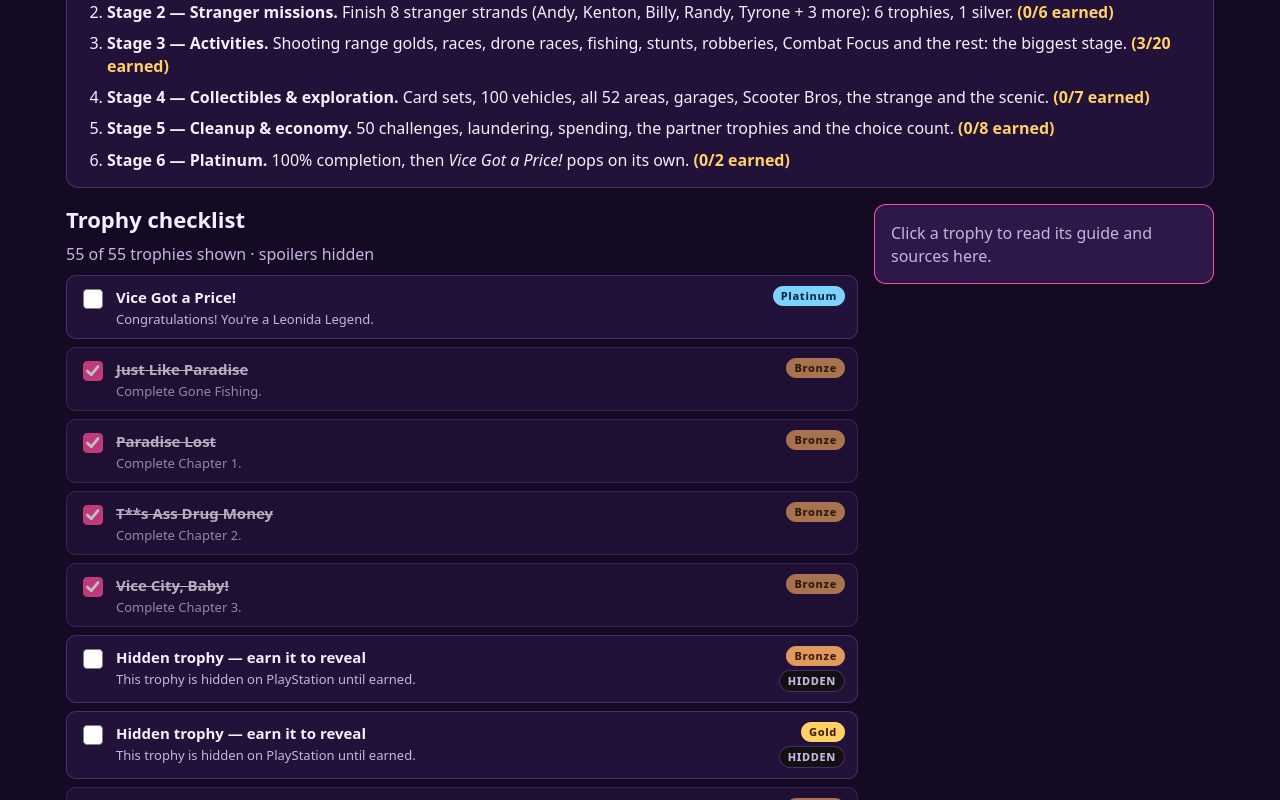 2. Stage 2 — Stranger missions. Finish 8 stranger strands (Andy, Kenton, Billy, Randy, Tyrone + 3 more): 6 trophies, 1 silver. (0/6 earned)
3. Stage 3 — Activities. Shooting range golds, races, drone races, fishing, stunts, robberies, Combat Focus and the rest: the biggest stage. (3/20
earned)
4. Stage 4 — Collectibles & exploration. Card sets, 100 vehicles, all 52 areas, garages, Scooter Bros, the strange and the scenic. (0/7 earned)
5. Stage 5 — Cleanup & economy. 50 challenges, laundering, spending, the partner trophies and the choice count. (0/8 earned)
6. Stage 6 — Platinum. 100% completion, then Vice Got a Price! pops on its own. (0/2 earned)
Trophy checklist
55 of 55 trophies shown · spoilers hidden
Click a trophy to read its guide and
sources here.
Vice Got a Price!
Platinum
Congratulations! You're a Leonida Legend.
Just Like Paradise
Bronze
Complete Gone Fishing.
Paradise Lost
Bronze
Complete Chapter 1.
T**s Ass Drug Money
Bronze
Complete Chapter 2.
Vice City, Baby!
Bronze
Complete Chapter 3.
Hidden trophy — earn it to reveal
Bronze
This trophy is hidden on PlayStation until earned.
HIDDEN
Hidden trophy — earn it to reveal
Gold
This trophy is hidden on PlayStation until earned.
HIDDEN